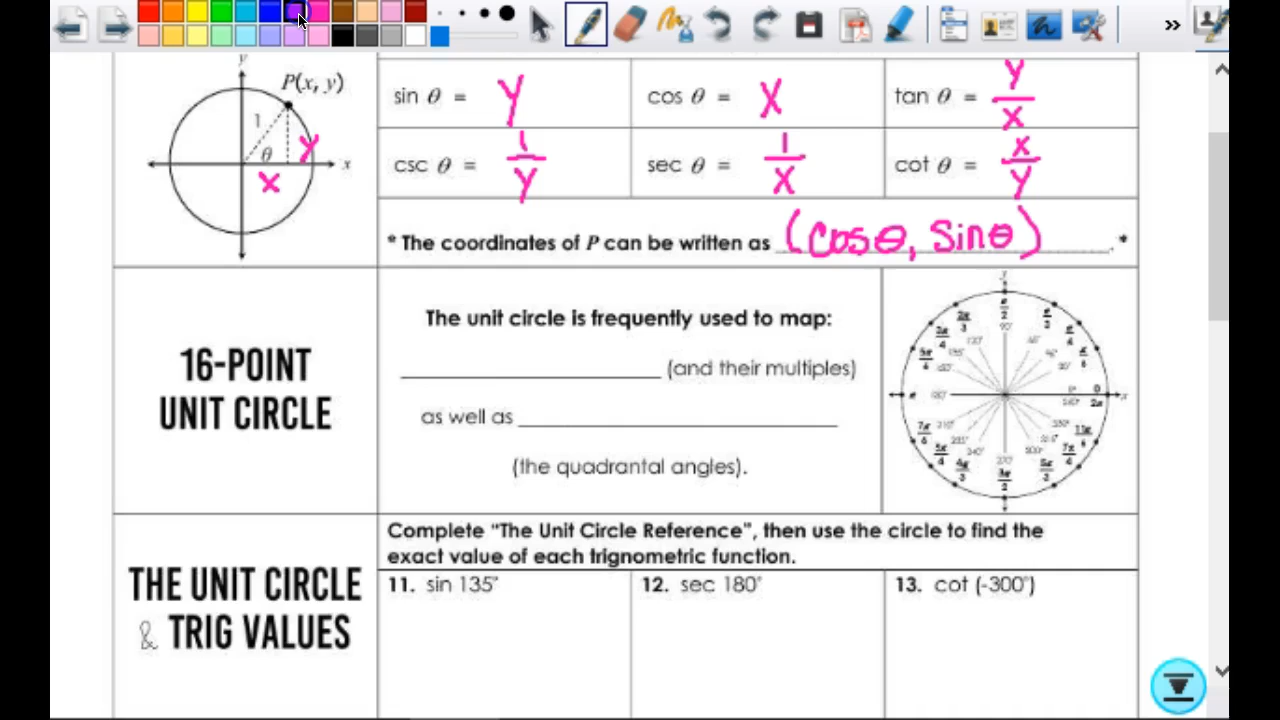 »
y
P(x, y)
1
θ
y
x
x
sin θ = y
cos θ = x
tan θ = y/x
csc θ = 1/y
sec θ = 1/x
cot θ = x/y
* The coordinates of P can be written as (cosθ, sinθ). *
16-POINT
UNIT CIRCLE
The unit circle is frequently used to map:
____________________ (and their multiples)
as well as ____________________
(the quadrantal angles).
THE UNIT CIRCLE
& TRIG VALUES
Complete “The Unit Circle Reference”, then use the circle to find the
exact value of each trignometric function.
11. sin 135°
12. sec 180°
13. cot (-300°)